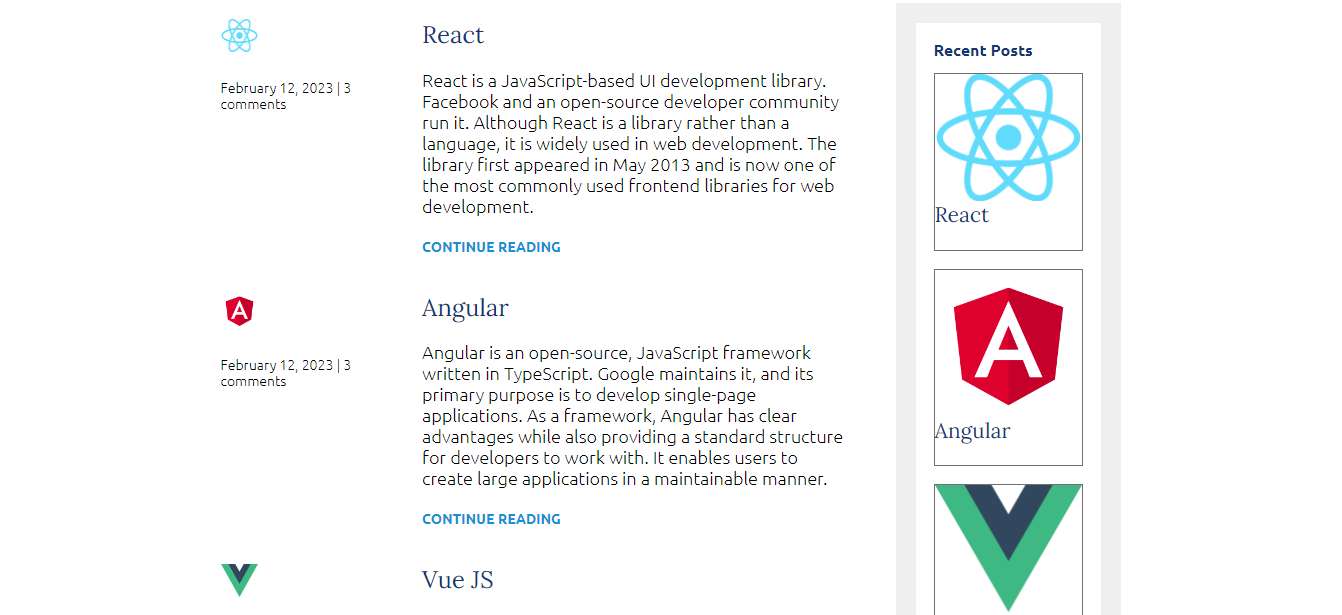 React
February 12, 2023 | 3
comments
React is a JavaScript-based UI development library.
Facebook and an open-source developer community
run it. Although React is a library rather than a
language, it is widely used in web development. The
library first appeared in May 2013 and is now one of
the most commonly used frontend libraries for web
development.
CONTINUE READING
Angular
February 12, 2023 | 3
comments
Angular is an open-source, JavaScript framework
written in TypeScript. Google maintains it, and its
primary purpose is to develop single-page
applications. As a framework, Angular has clear
advantages while also providing a standard structure
for developers to work with. It enables users to
create large applications in a maintainable manner.
CONTINUE READING
Vue JS
Recent Posts
React
A
Angular